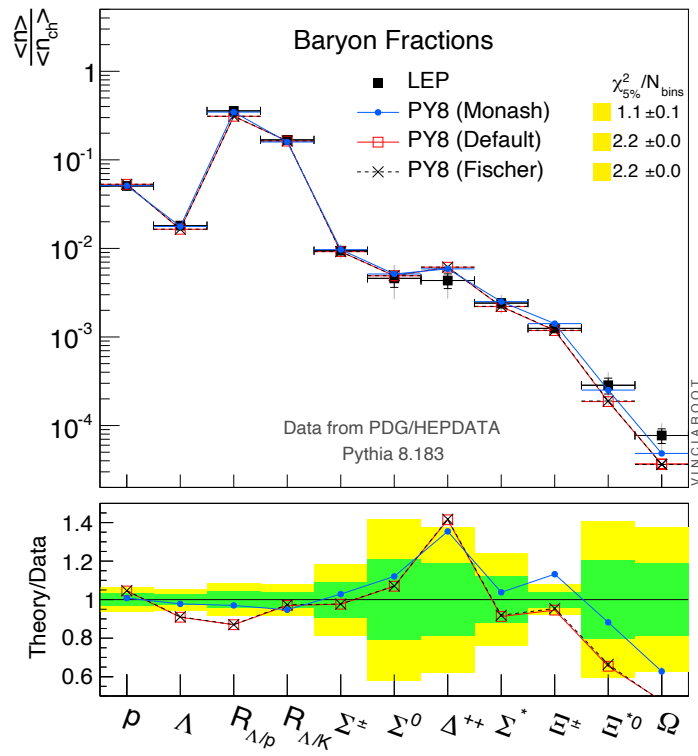 <n>
<n_ch>
Baryon Fractions
LEP
PY8 (Monash)
PY8 (Default)
PY8 (Fischer)
χ²_5%/N_bins
1.1 ±0.1
2.2 ±0.0
2.2 ±0.0
1
10⁻¹
10⁻²
10⁻³
10⁻⁴
Data from PDG/HEPDATA
Pythia 8.183
VINCIAROOT
Theory/Data
1.4
1.2
1
0.8
0.6
p Λ R_Λ/p R_Λ/K Σ± Σ⁰ Δ⁺⁺ Σ* Ξ± Ξ*⁰ Ω